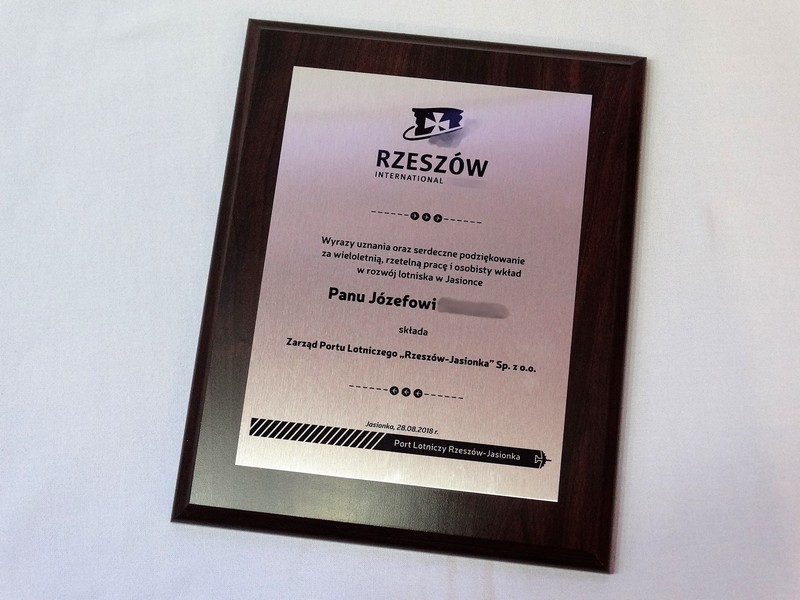 RZESZÓW
INTERNATIONAL
Wyrazy uznania oraz serdeczne podziękowanie
za wieloletnią, rzetelną pracę i osobisty wkład
w rozwój lotniska w Jasionce
Panu Józefowi
składa
Zarząd Portu Lotniczego „Rzeszów-Jasionka” Sp. z o.o.
Jasionka, 28.08.2018 r.
Port Lotniczy Rzeszów-Jasionka